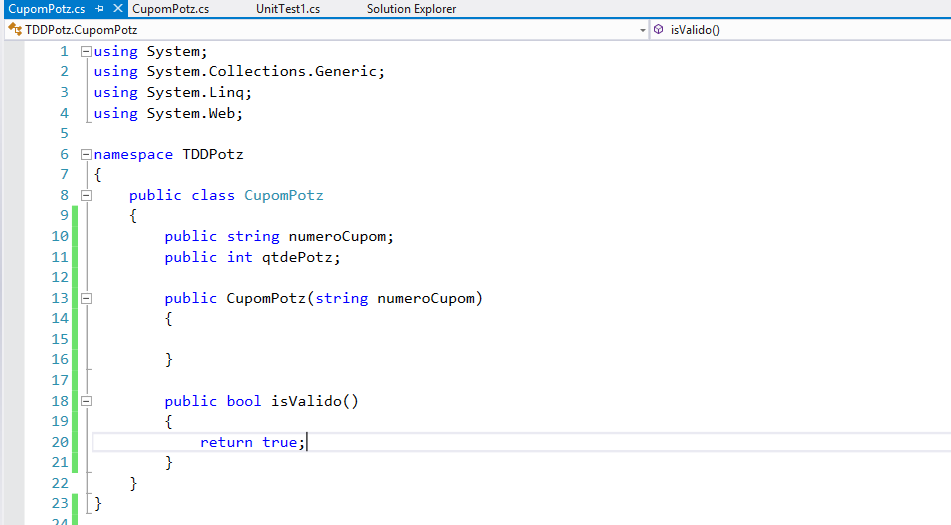 CupomPotz.cs CupomPotz.cs UnitTest1.cs Solution Explorer
TDDPotz.CupomPotz isValido()
1 using System;
2 using System.Collections.Generic;
3 using System.Linq;
4 using System.Web;
5
6 namespace TDDPotz
7 {
8 public class CupomPotz
9 {
10 public string numeroCupom;
11 public int qtdePotz;
12
13 public CupomPotz(string numeroCupom)
14 {
15
16 }
17
18 public bool isValido()
19 {
20 return true;
21 }
22 }
23 }
24